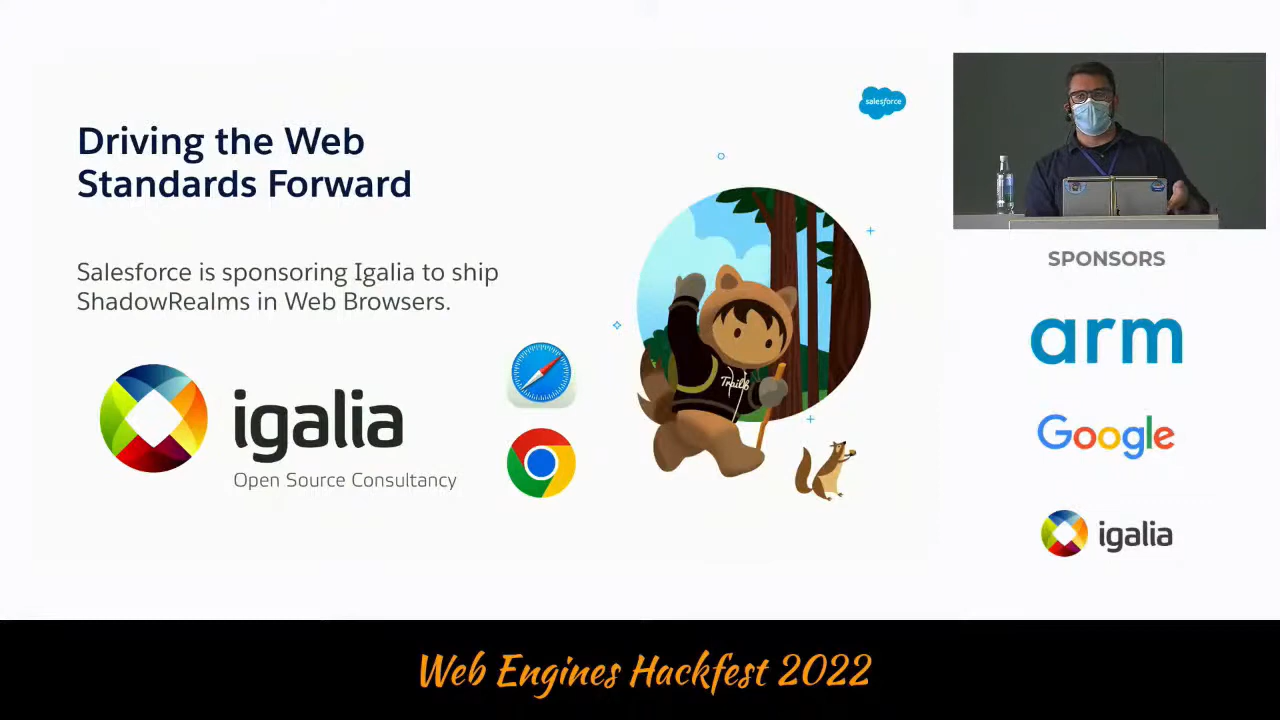 salesforce
Driving the Web
Standards Forward
Salesforce is sponsoring Igalia to ship
ShadowRealms in Web Browsers.
igalia
Open Source Consultancy
SPONSORS
arm
Google
igalia
Web Engines Hackfest 2022